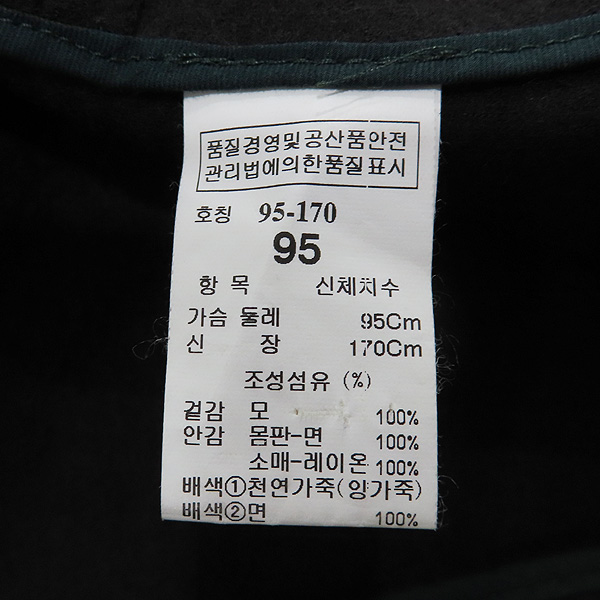 품질경영및 공산품안전
관리법에의한품질표시
호칭 95-170
95
항 목 신체치수
가슴 둘레 95Cm
신 장 170Cm
조성섬유 (%)
겉감 모 100%
안감 몸판-면 100%
소매-레이온 100%
배색①천연가죽(양가죽)
배색②면 100%